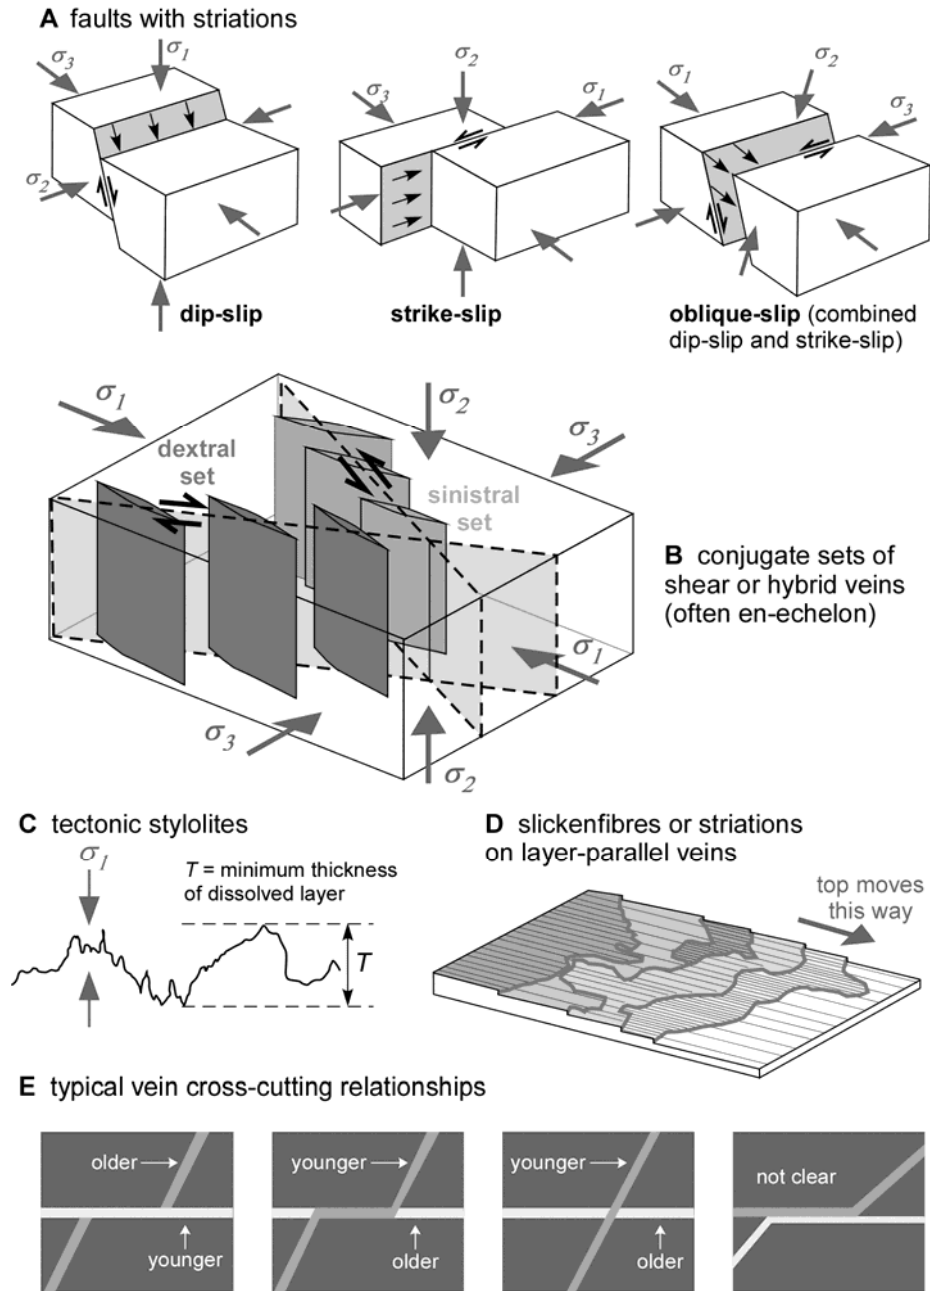 A faults with striations
σ3
σ1
σ2
σ2
σ3
σ1
σ1
σ2
σ3
dip-slip
strike-slip
oblique-slip (combined
dip-slip and strike-slip)
σ1
σ2
σ3
dextral
set
sinistral
set
B conjugate sets of
shear or hybrid veins
(often en-echelon)
σ1
σ3
σ2
C tectonic stylolites
σ1
T = minimum thickness
of dissolved layer
T
D slickenfibres or striations
on layer-parallel veins
top moves
this way
E typical vein cross-cutting relationships
older
younger
younger
older
younger
older
not clear